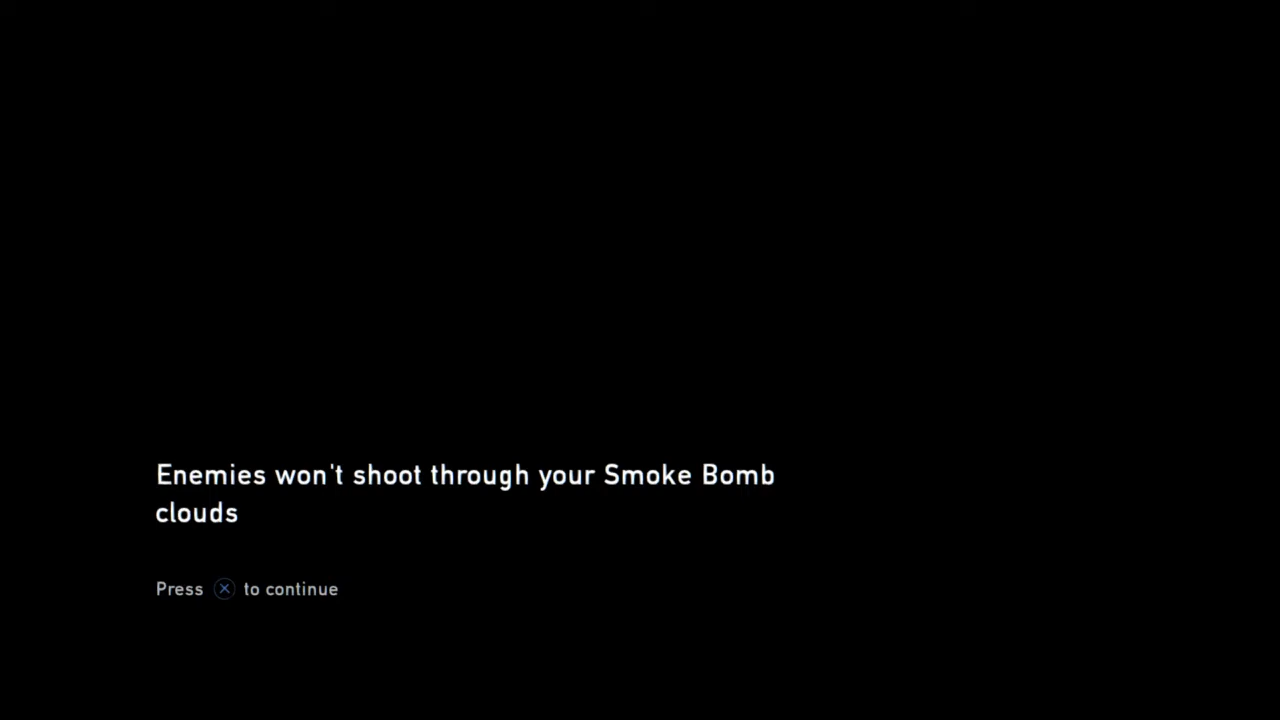 Enemies won't shoot through your Smoke Bomb
clouds
Press ⓧ to continue